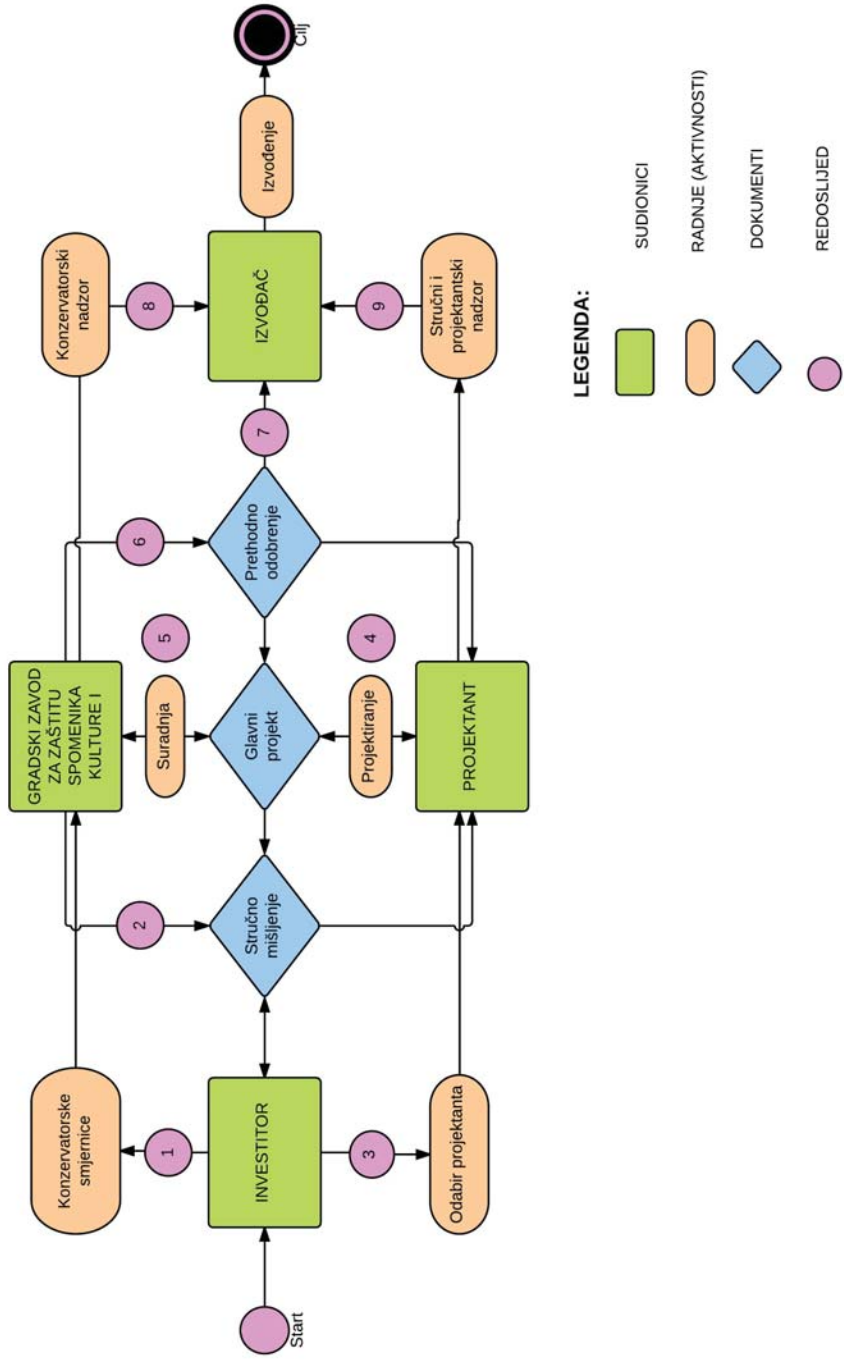 Start
INVESTITOR
1
Konzervatorske
smjernice
GRADSKI ZAVOD
ZA ZAŠTITU
SPOMENIKA
KULTURE I
2
Stručno
mišljenje
3
Odabir projektanta
PROJEKTANT
4
Projektiranje
Glavni
projekt
5
Suradnja
6
Prethodno
odobrenje
7
IZVOĐAČ
8
Konzervatorski
nadzor
9
Stručni i
projektantski
nadzor
Izvođenje
Cilj
LEGENDA:
SUDIONICI
RADNJE (AKTIVNOSTI)
DOKUMENTI
REDOSLIJED